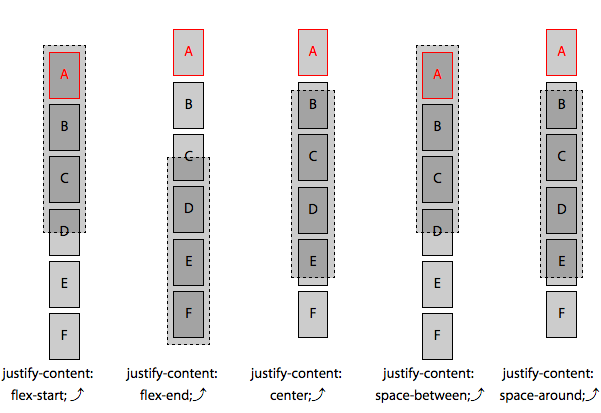 A
B
C
D
E
F
justify-content:
flex-start;⤴
A
B
C
D
E
F
justify-content:
flex-end;⤴
A
B
C
D
E
F
justify-content:
center;⤴
A
B
C
D
E
F
justify-content:
space-between;⤴
A
B
C
D
E
F
justify-content:
space-around;⤴